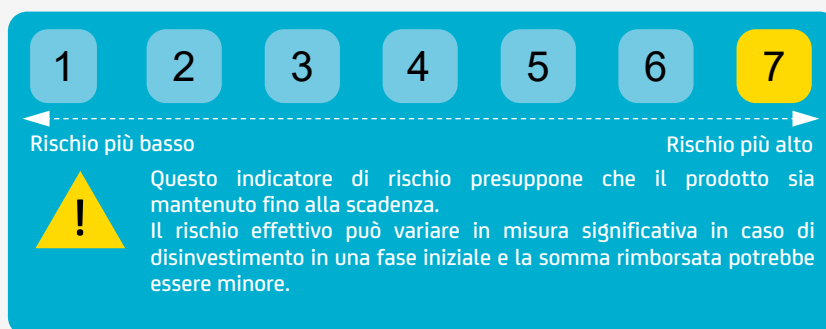 1 2 3 4 5 6 7
Rischio più basso Rischio più alto
!
Questo indicatore di rischio presuppone che il prodotto sia
mantenuto fino alla scadenza.
Il rischio effettivo può variare in misura significativa in caso di
disinvestimento in una fase iniziale e la somma rimborsata potrebbe
essere minore.